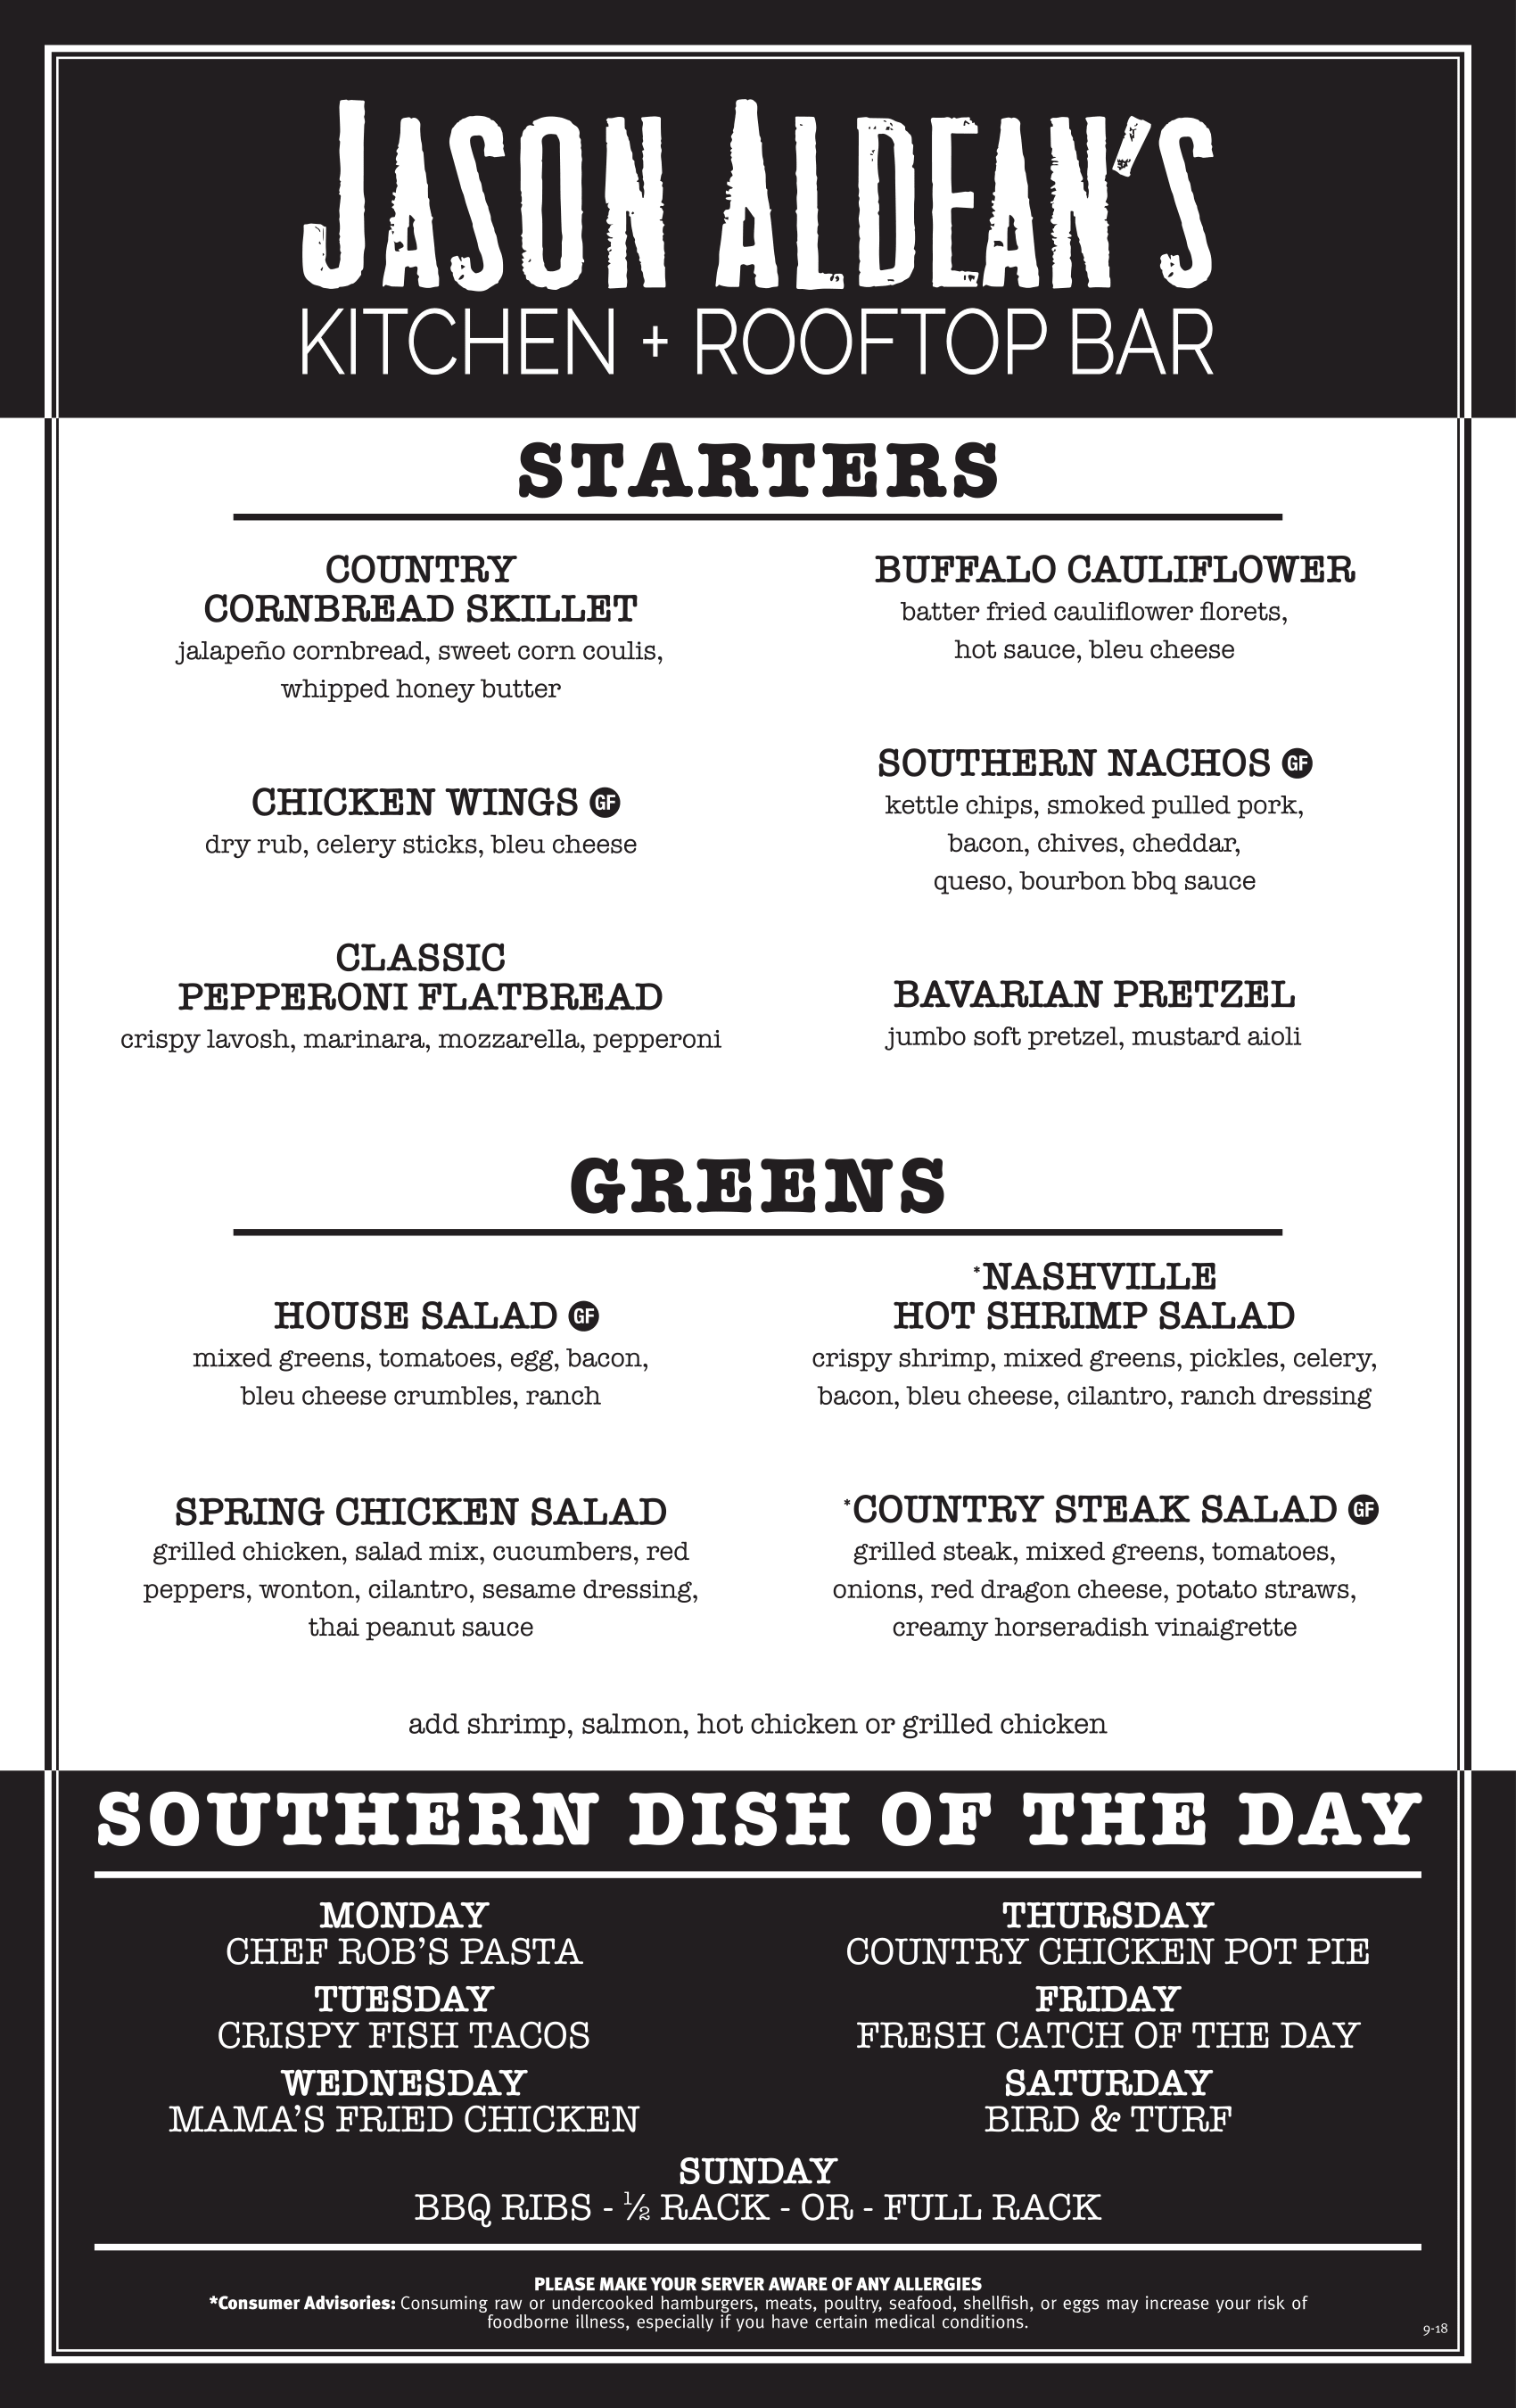 JASON ALDEAN'S
KITCHEN + ROOFTOP BAR
STARTERS
COUNTRY
CORNBREAD SKILLET
jalapeño cornbread, sweet corn coulis,
whipped honey butter
CHICKEN WINGS GF
dry rub, celery sticks, bleu cheese
CLASSIC
PEPPERONI FLATBREAD
crispy lavosh, marinara, mozzarella, pepperoni
BUFFALO CAULIFLOWER
batter fried cauliflower florets,
hot sauce, bleu cheese
SOUTHERN NACHOS GF
kettle chips, smoked pulled pork,
bacon, chives, cheddar,
queso, bourbon bbq sauce
BAVARIAN PRETZEL
jumbo soft pretzel, mustard aioli
GREENS
HOUSE SALAD GF
mixed greens, tomatoes, egg, bacon,
bleu cheese crumbles, ranch
SPRING CHICKEN SALAD
grilled chicken, salad mix, cucumbers, red
peppers, wonton, cilantro, sesame dressing,
thai peanut sauce
*NASHVILLE
HOT SHRIMP SALAD
crispy shrimp, mixed greens, pickles, celery,
bacon, bleu cheese, cilantro, ranch dressing
*COUNTRY STEAK SALAD GF
grilled steak, mixed greens, tomatoes,
onions, red dragon cheese, potato straws,
creamy horseradish vinaigrette
add shrimp, salmon, hot chicken or grilled chicken
SOUTHERN DISH OF THE DAY
MONDAY
CHEF ROB'S PASTA
TUESDAY
CRISPY FISH TACOS
WEDNESDAY
MAMA'S FRIED CHICKEN
THURSDAY
COUNTRY CHICKEN POT PIE
FRIDAY
FRESH CATCH OF THE DAY
SATURDAY
BIRD & TURF
SUNDAY
BBQ RIBS - ½ RACK - OR - FULL RACK
PLEASE MAKE YOUR SERVER AWARE OF ANY ALLERGIES
*Consumer Advisories: Consuming raw or undercooked hamburgers, meats, poultry, seafood, shellfish, or eggs may increase your risk of
foodborne illness, especially if you have certain medical conditions.
9-18